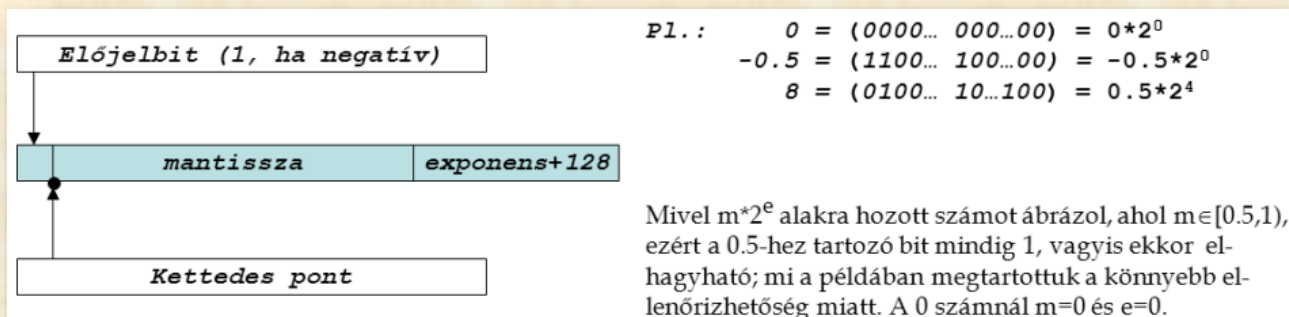 Előjelbit (1, ha negatív)
mantissza
exponens+128
Kettedes pont
Pl.: 0 = (0000… 000…00) = 0*2⁰
-0.5 = (1100… 100…00) = -0.5*2⁰
8 = (0100… 10…100) = 0.5*2⁴
Mivel m*2ᵉ alakra hozott számot ábrázol, ahol m∈[0.5,1),
ezért a 0.5-hez tartozó bit mindig 1, vagyis ekkor el-
hagyható; mi a példában megtartottuk a könnyebb el-
lenőrizhetőség miatt. A 0 számnál m=0 és e=0.